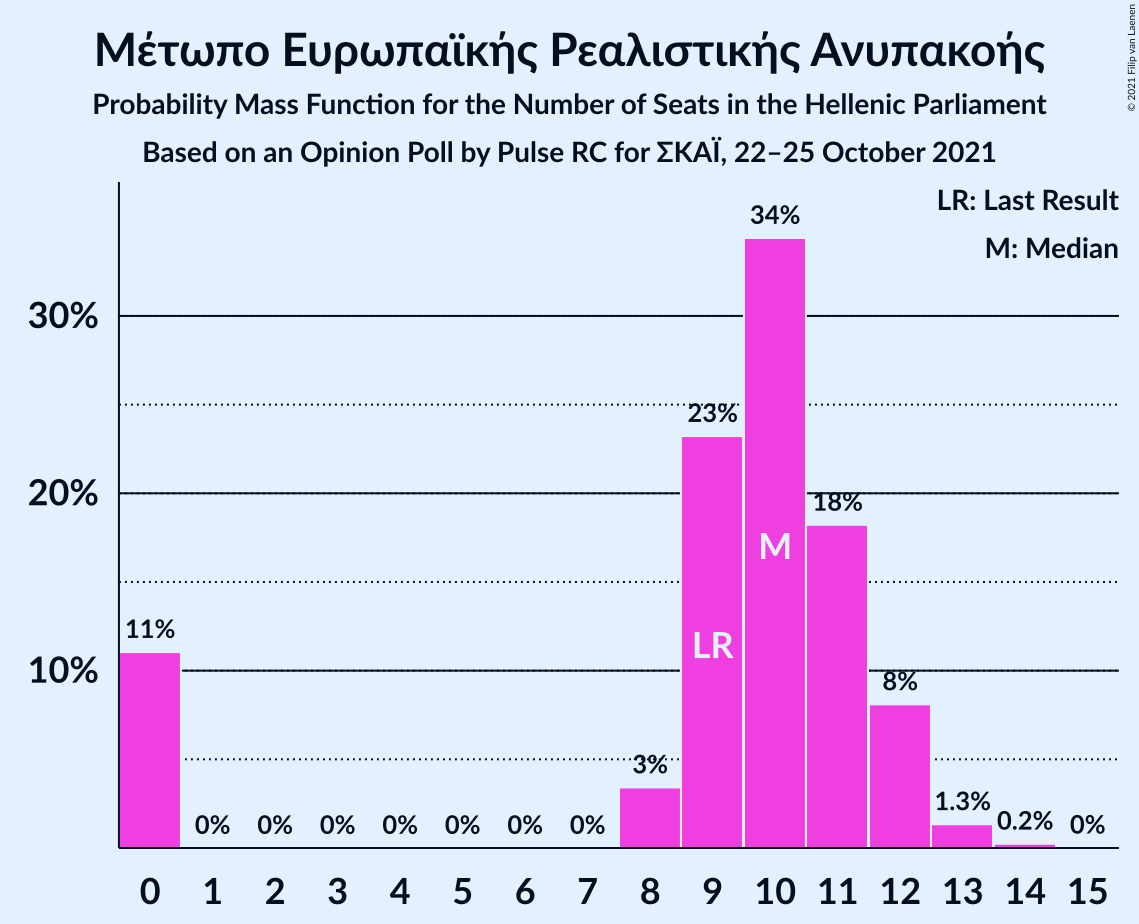 Μέτωπο Ευρωπαϊκής Ρεαλιστικής Ανυπακοής
Probability Mass Function for the Number of Seats in the Hellenic Parliament
Based on an Opinion Poll by Pulse RC for ΣΚΑΪ, 22–25 October 2021
© 2021 Filip van Laenen
LR: Last Result
M: Median
34%
30%
23%
20%
18%
M
11%
LR
10%
8%
3%
1.3%
0.2%
0% 0% 0% 0% 0% 0% 0% 0%
0 1 2 3 4 5 6 7 8 9 10 11 12 13 14 15